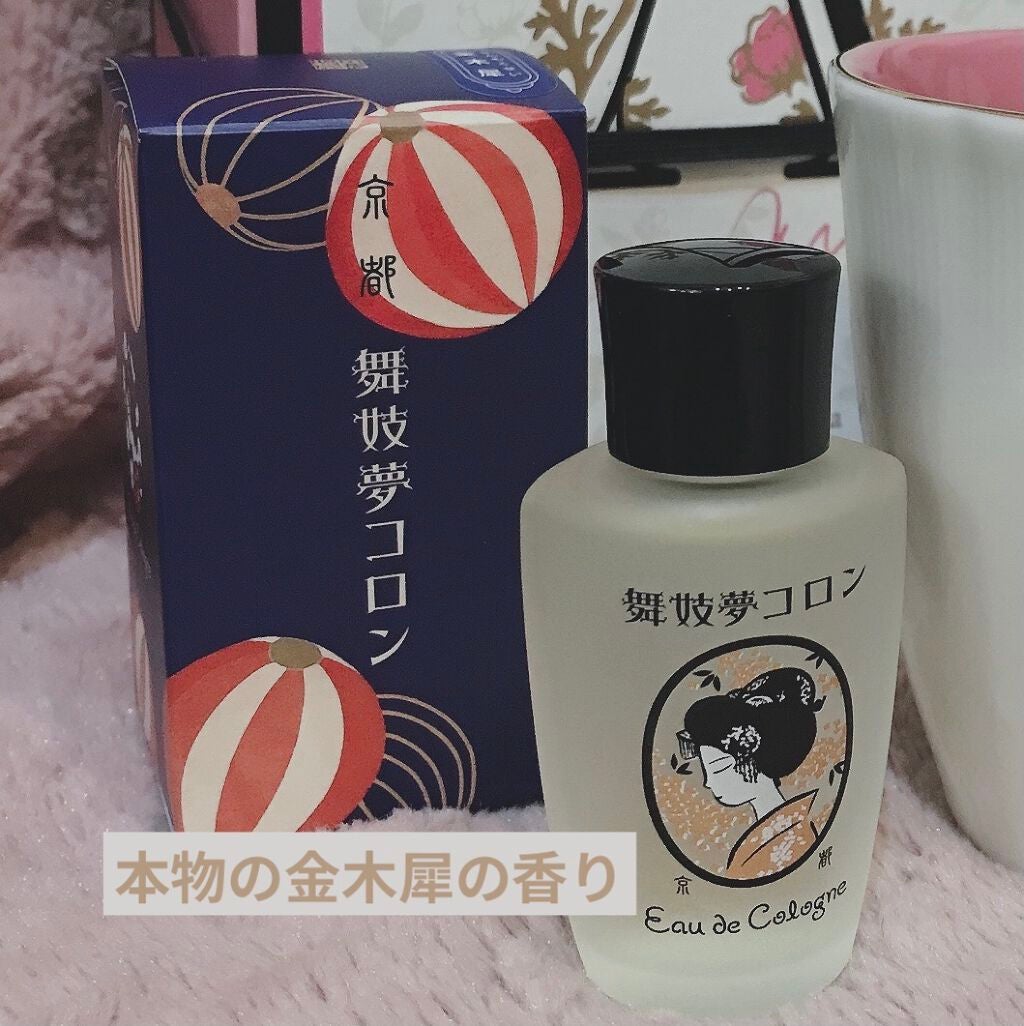 京都
舞妓夢コロン
舞妓夢コロン
京都
Eau de Cologne
本物の金木犀の香り